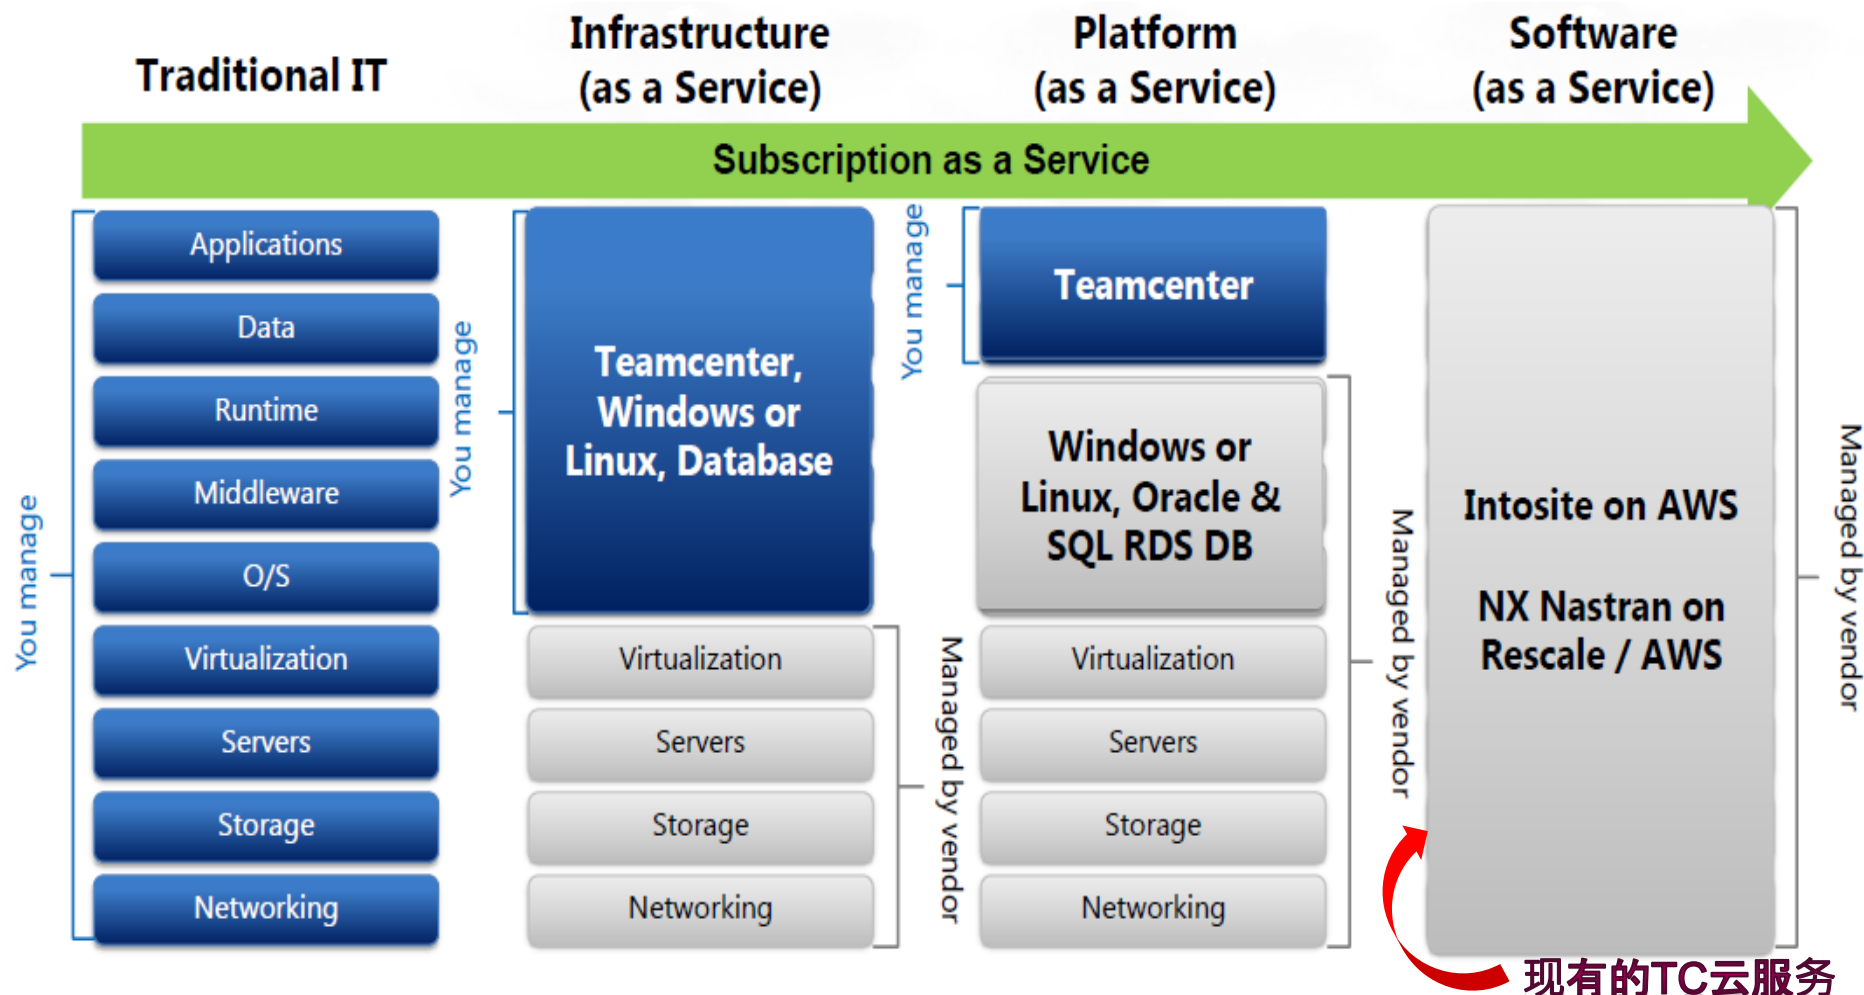 Traditional IT
Infrastructure
(as a Service)
Platform
(as a Service)
Software
(as a Service)
Subscription as a Service
You manage
Applications
Data
Runtime
Middleware
O/S
Virtualization
Servers
Storage
Networking
You manage
Teamcenter,
Windows or
Linux, Database
Virtualization
Servers
Storage
Networking
Managed by vendor
You manage
Teamcenter
Windows or
Linux, Oracle &
SQL RDS DB
Virtualization
Servers
Storage
Networking
Managed by vendor
Intosite on AWS
NX Nastran on
Rescale / AWS
Managed by vendor
现有的TC云服务